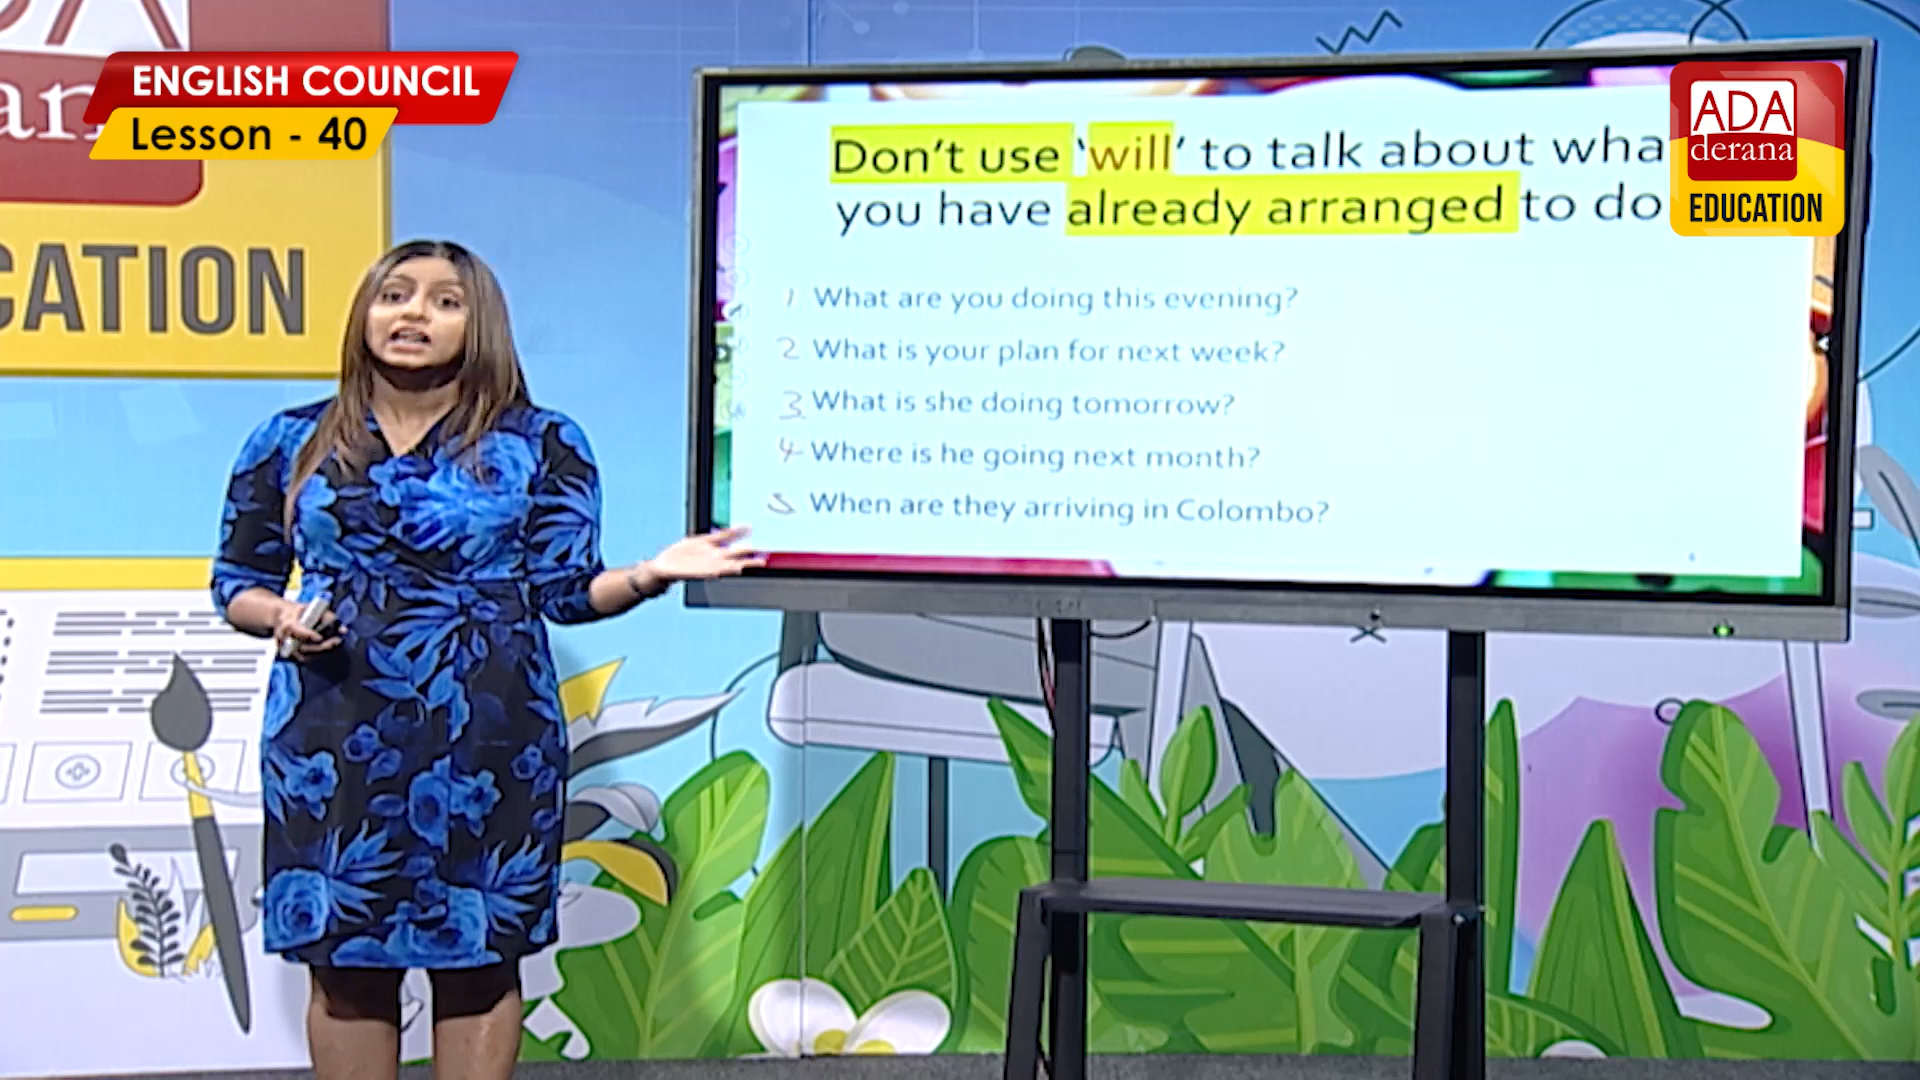 ENGLISH COUNCIL
Lesson - 40
ADA
derana
EDUCATION
Don't use 'will' to talk about wha
you have already arranged to do
1 What are you doing this evening?
2 What is your plan for next week?
3 What is she doing tomorrow?
4 Where is he going next month?
5 When are they arriving in Colombo?
DA
an
CATION